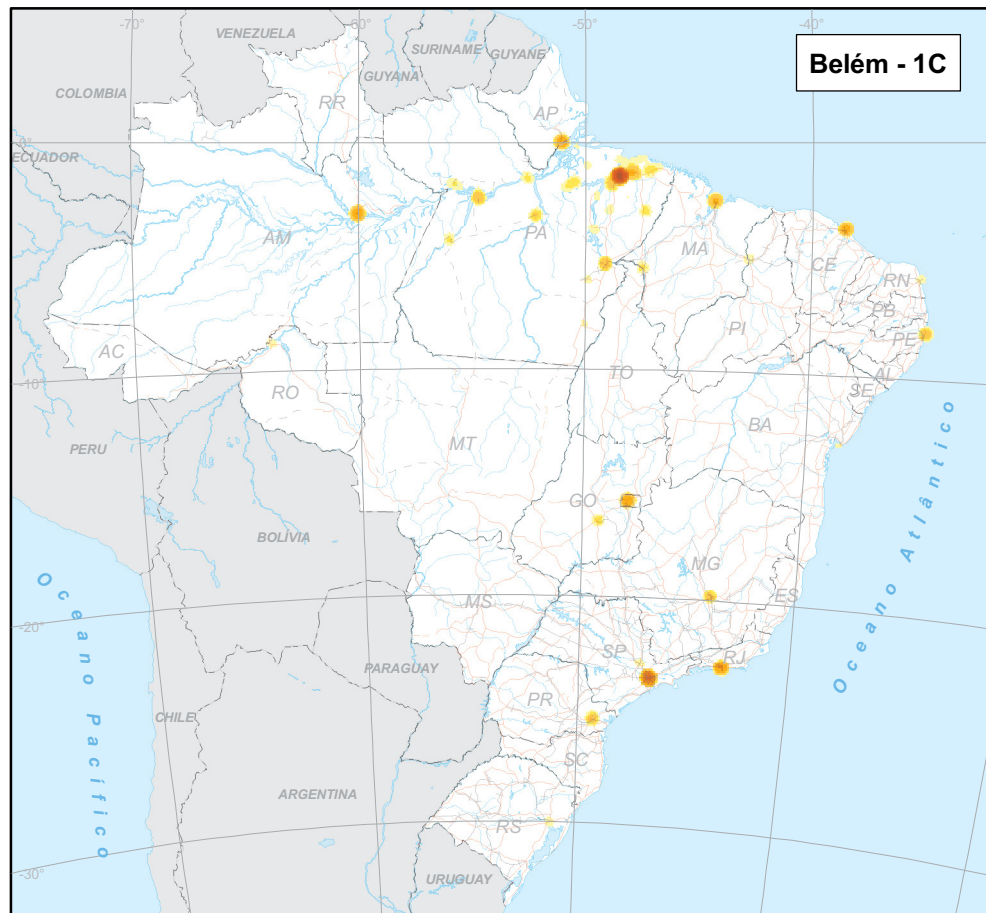 -70°
-60°
-50°
-40°
VENEZUELA
SURINAME
GUYANE
Belém - 1C
GUYANA
COLOMBIA
RR
AP
0°
ECUADOR
AM
PA
MA
CE
RN
PB
PI
PE
AC
TO
AL
-10°
RO
SE
BA
MT
PERU
GO
BOLÍVIA
Oceano Atlântico
MG
ES
MS
Oceano Pacífico
-20°
SP
RJ
PARAGUAY
PR
CHILE
SC
ARGENTINA
RS
-30°
URUGUAY